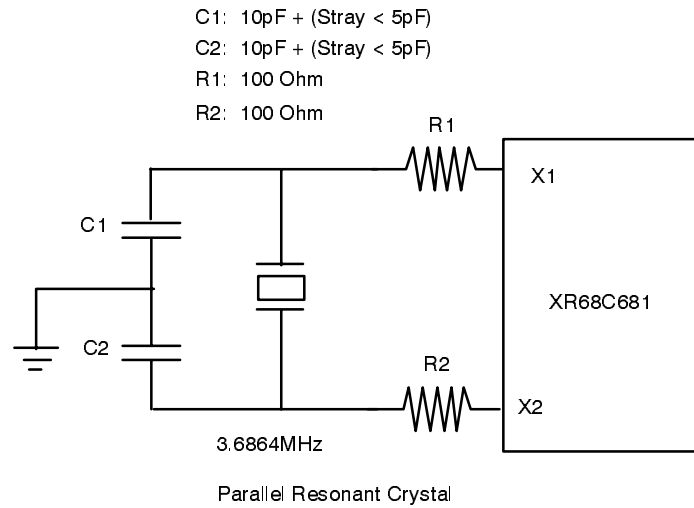 C1: 10pF + (Stray < 5pF)
C2: 10pF + (Stray < 5pF)
R1: 100 Ohm
R2: 100 Ohm
R1
X1
C1
XR68C681
C2
R2
X2
3.6864MHz
Parallel Resonant Crystal